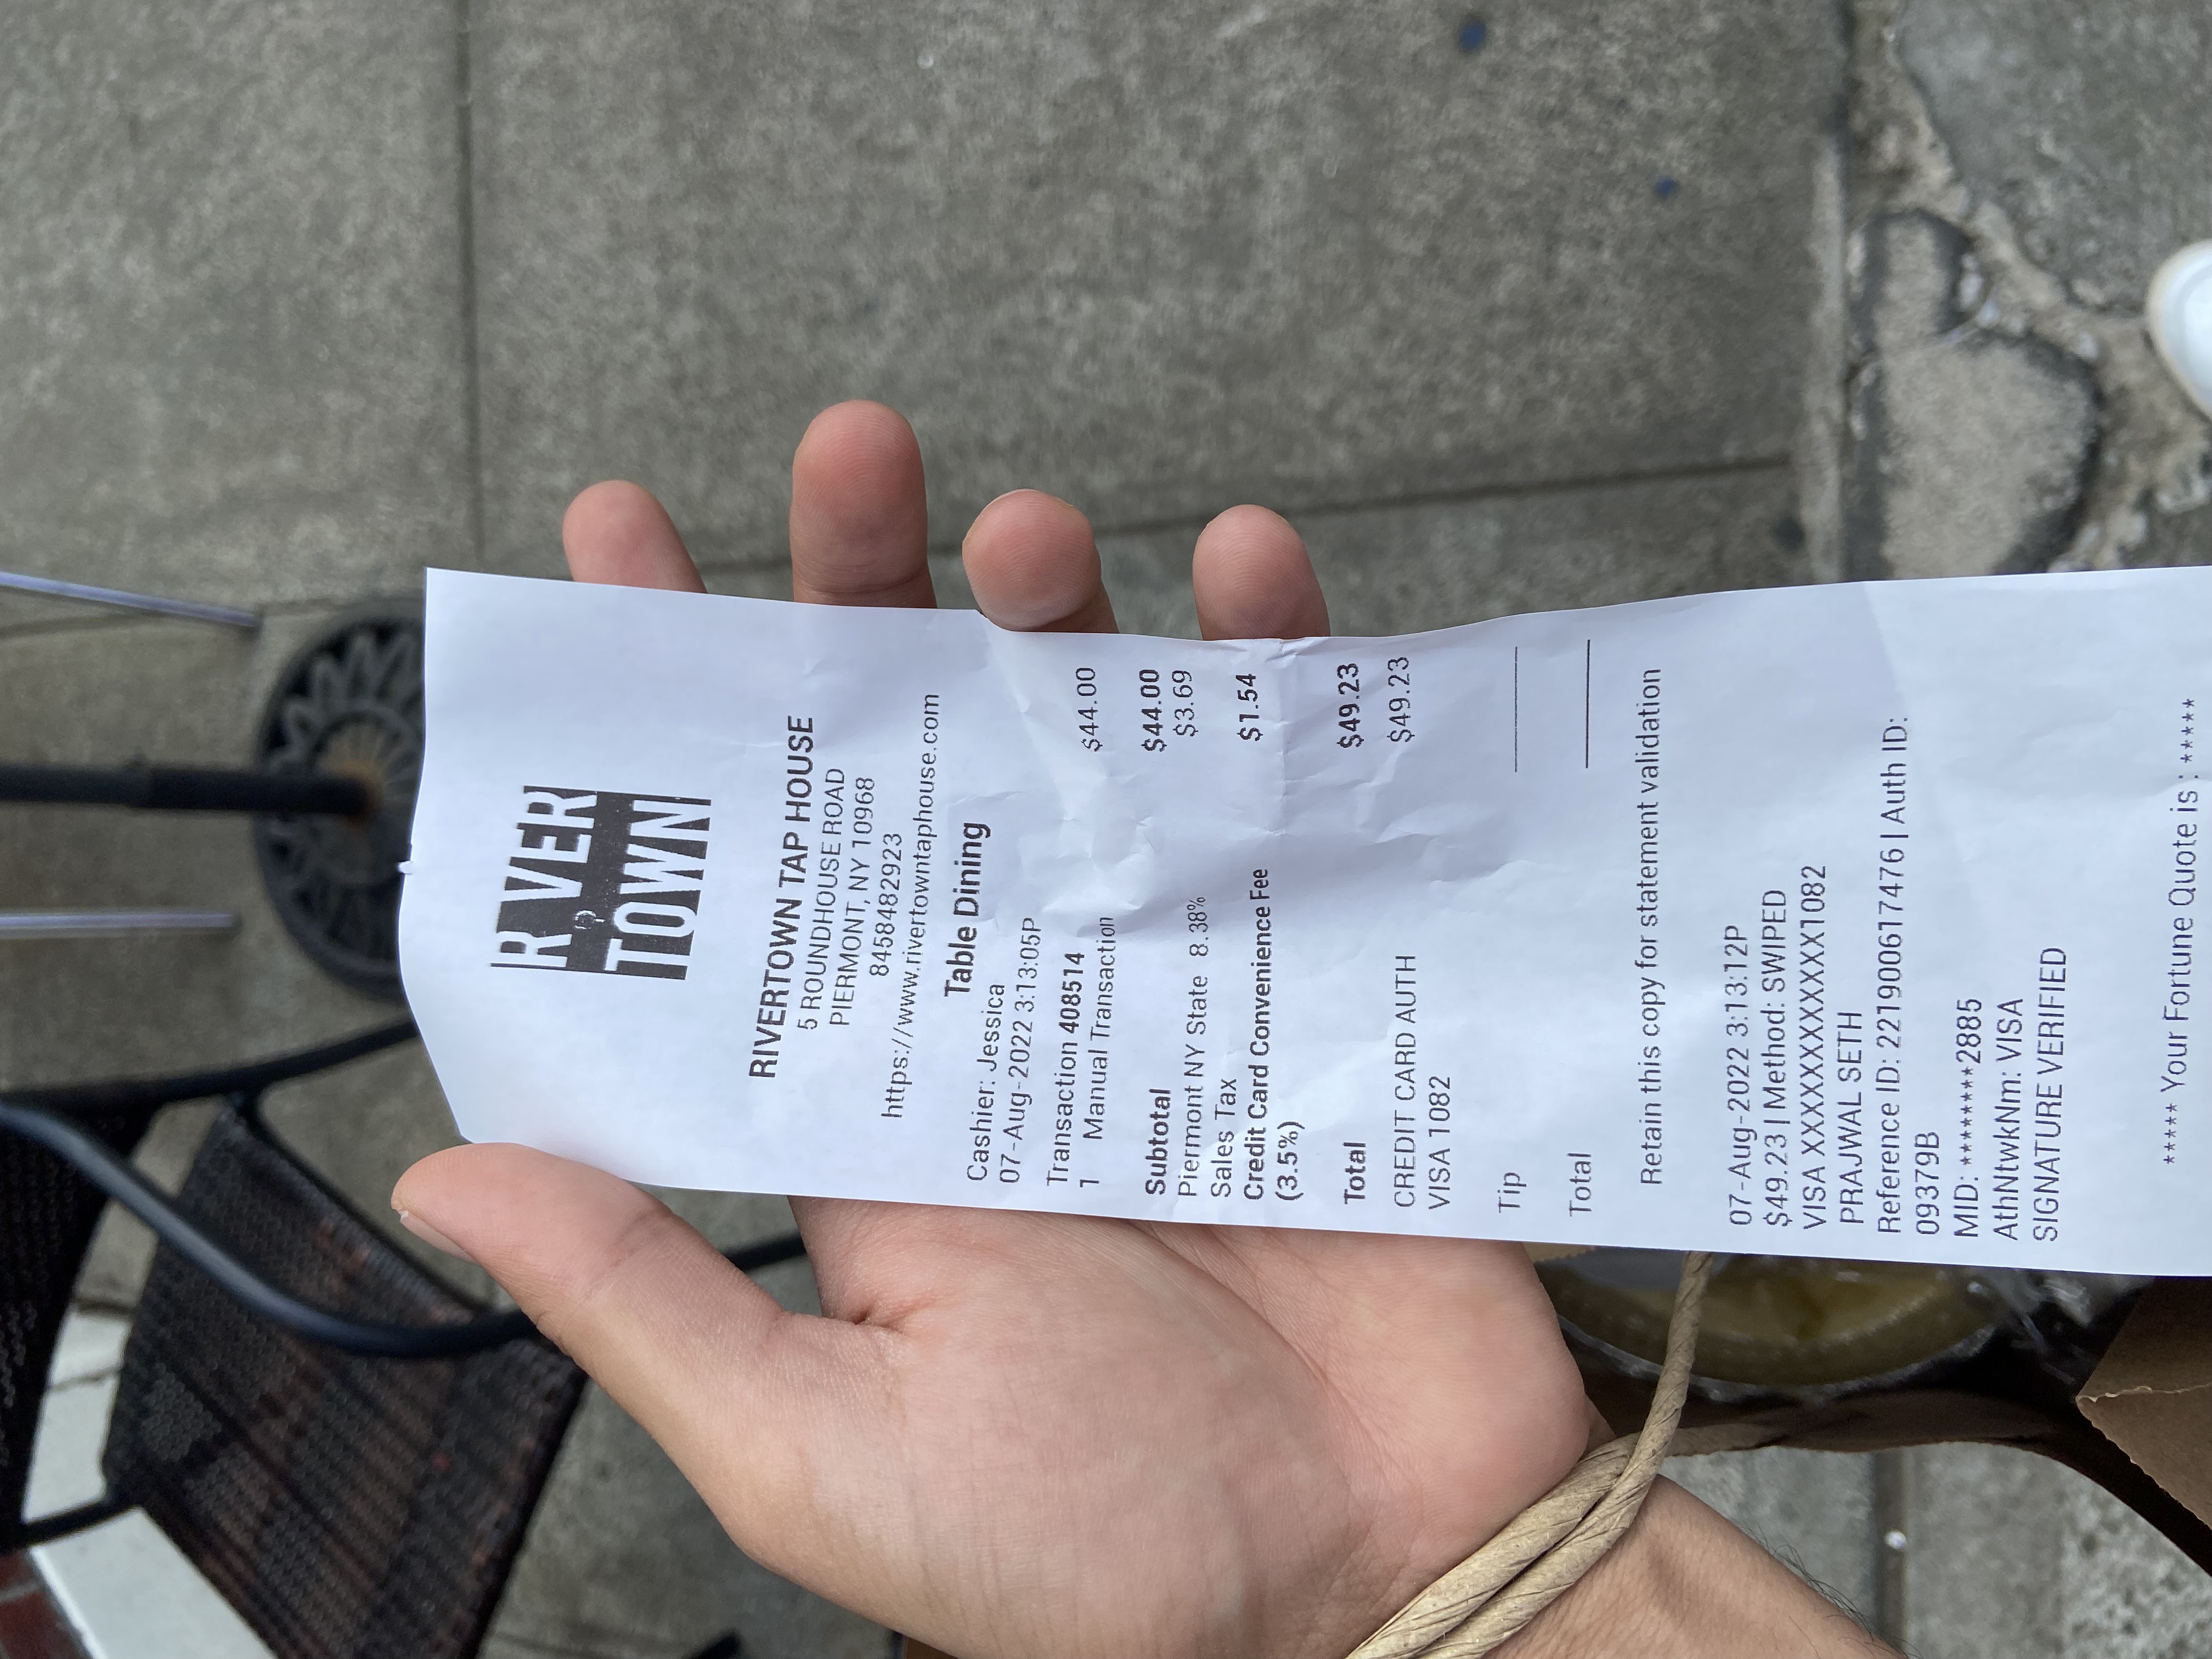 R VER
TOWN
RIVERTOWN TAP HOUSE
5 ROUNDHOUSE ROAD
PIERMONT, NY 10968
8458482923
https://www.rivertowntaphouse.com
Table Dining
Cashier: Jessica
07-Aug-2022 3:13:05P
Transaction 408514
1 Manual Transaction $44.00
Subtotal $44.00
Piermont NY State 8.38% $3.69
Sales Tax
Credit Card Convenience Fee $1.54
(3.5%)
Total $49.23
CREDIT CARD AUTH $49.23
VISA 1082
Tip
Total
Retain this copy for statement validation
07-Aug-2022 3:13:12P
$49.23 | Method: SWIPED
VISA XXXXXXXXXXXX1082
PRAJWAL SETH
Reference ID: 221900617476 | Auth ID:
09379B
MID: ********2885
AthNtwkNm: VISA
SIGNATURE VERIFIED
***** Your Fortune Quote is : *****